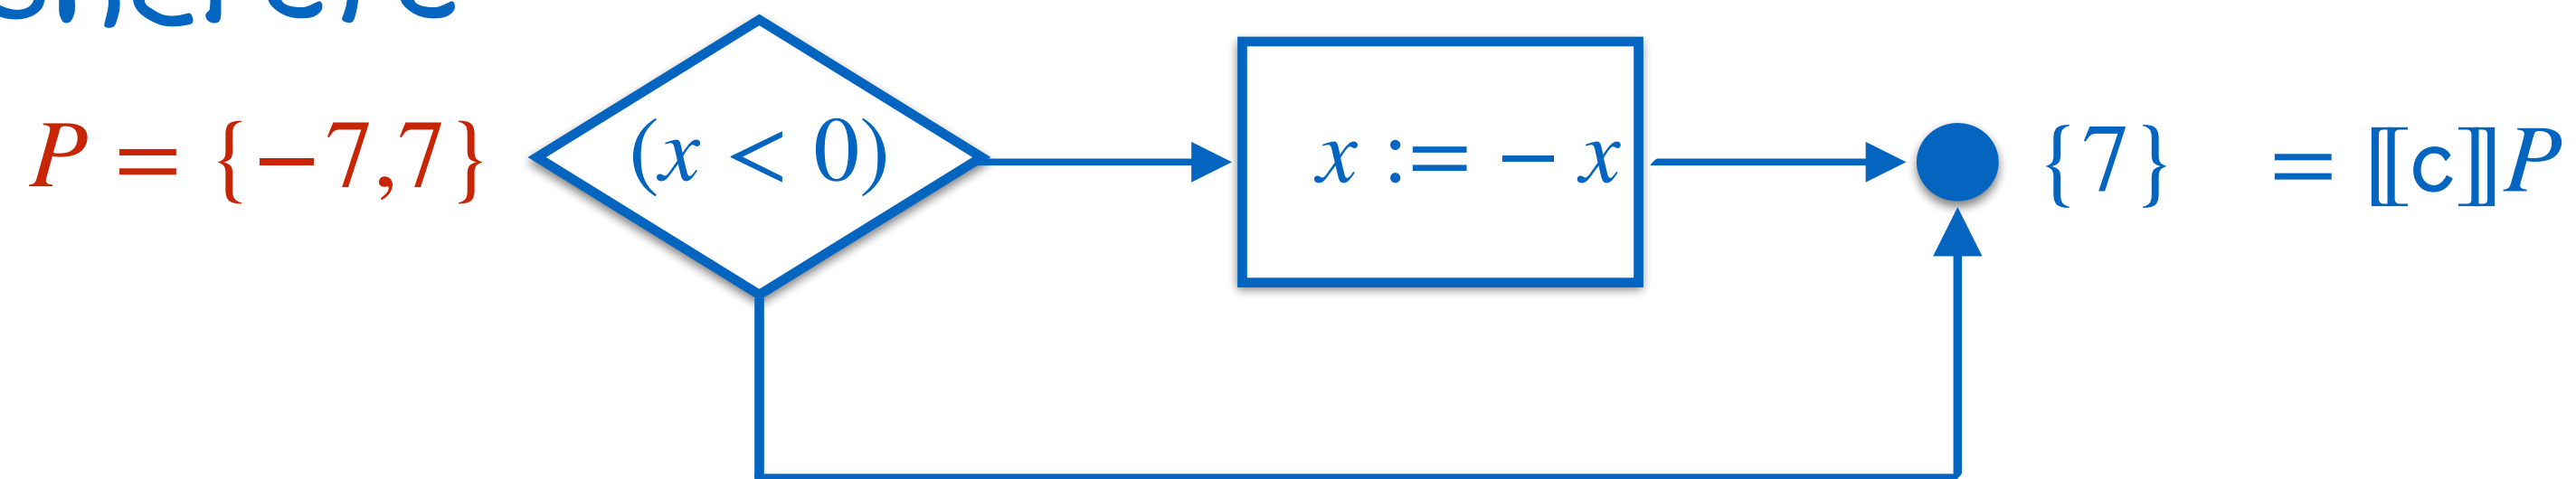 P = {−7,7} (x < 0) x := − x {7} = ⟦c⟧P